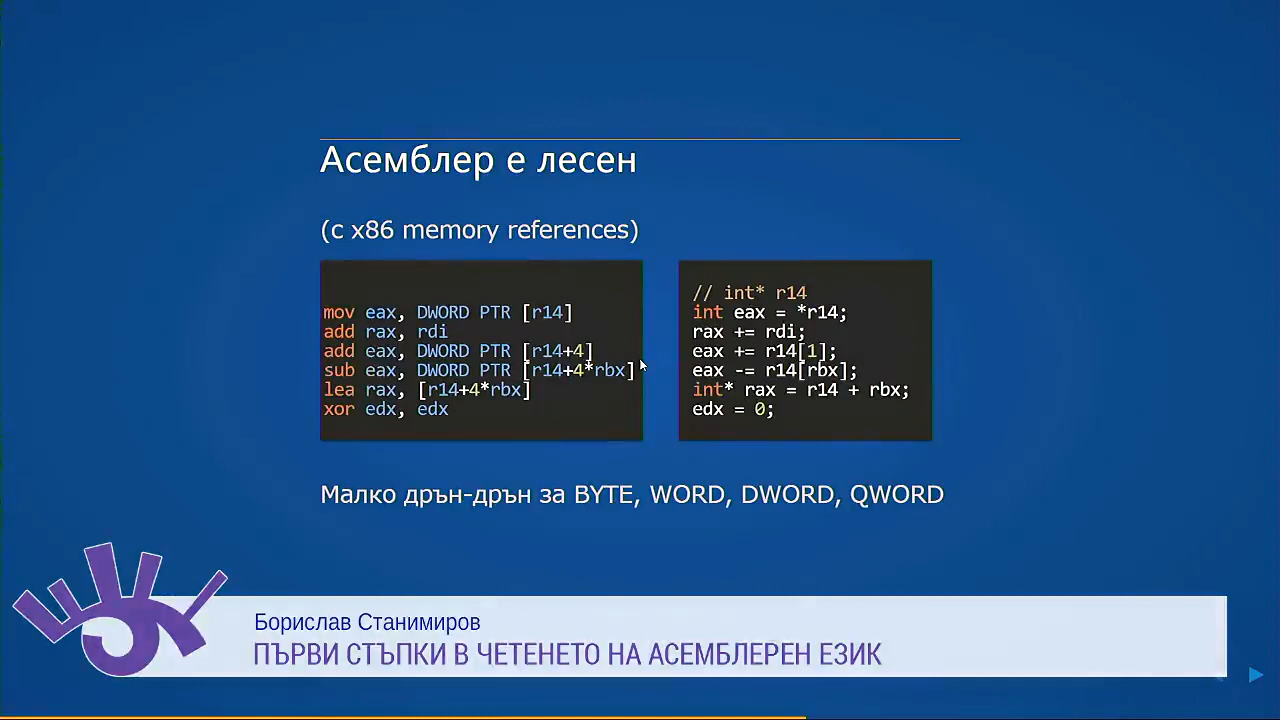 Асемблер е лесен
(с x86 memory references)
mov eax, DWORD PTR [r14]
add rax, rdi
add eax, DWORD PTR [r14+4]
sub eax, DWORD PTR [r14+4*rbx]
lea rax, [r14+4*rbx]
xor edx, edx
// int* r14
int eax = *r14;
rax += rdi;
eax += r14[1];
eax -= r14[rbx];
int* rax = r14 + rbx;
edx = 0;
Малко дрън-дрън за BYTE, WORD, DWORD, QWORD
Борислав Станимиров
ПЪРВИ СТЪПКИ В ЧЕТЕНЕТО НА АСЕМБЛЕРЕН ЕЗИК